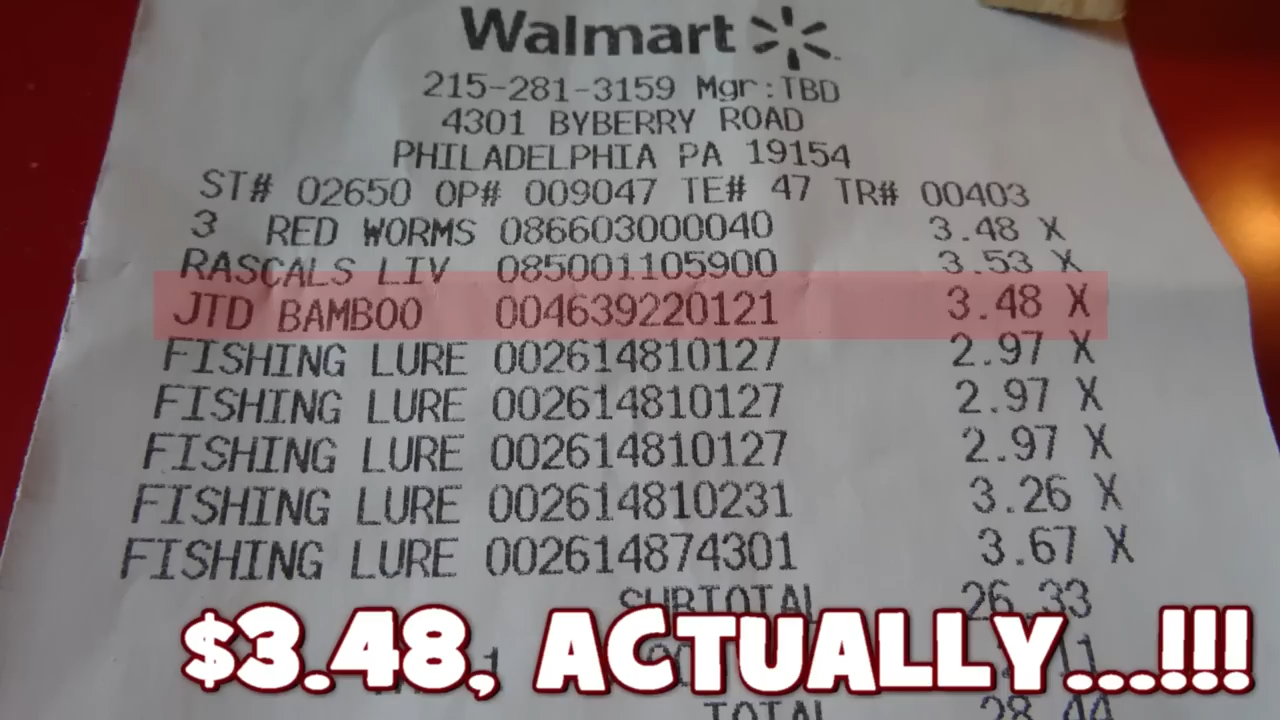 Walmart
215-281-3159 Mgr:TBD
4301 BYBERRY ROAD
PHILADELPHIA PA 19154
ST# 02650 OP# 009047 TE# 47 TR# 00403
3 RED WORMS 086603000040 3.48 X
RASCALS LIV 085001105900 3.53 X
JTD BAMBOO 004639220121 3.48 X
FISHING LURE 002614810127 2.97 X
FISHING LURE 002614810127 2.97 X
FISHING LURE 002614810127 2.97 X
FISHING LURE 002614810231 3.26 X
FISHING LURE 002614874301 3.67 X
SUBTOTAL 26.33
$3.48, ACTUALLY...!!!
TOTAL 28.44